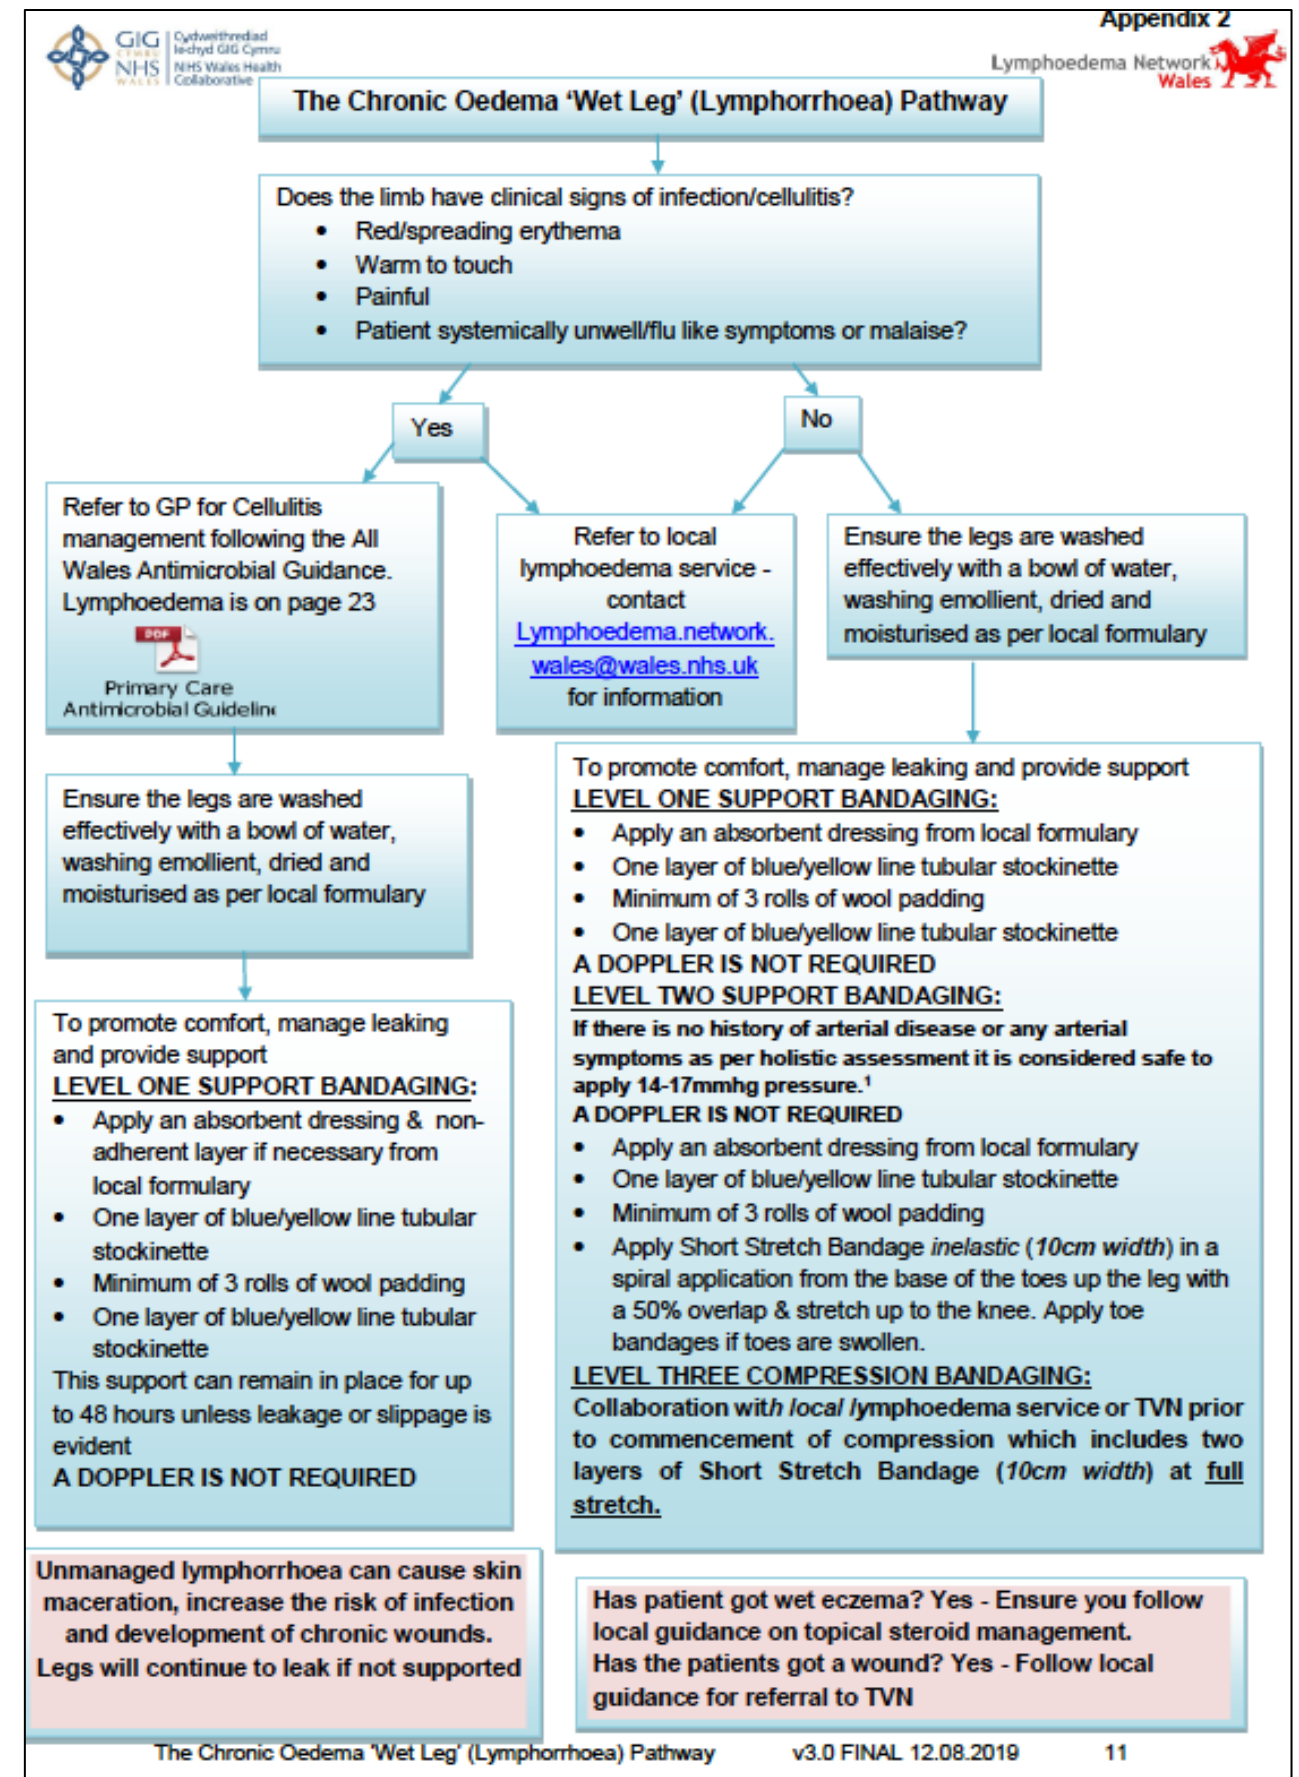 Appendix 2
GIG
CYMRU
NHS
WALES
Cydweithrediad
Iechyd GIG Cymru
NHS Wales Health
Collaborative
Lymphoedema Network
Wales
The Chronic Oedema ‘Wet Leg’ (Lymphorrhoea) Pathway
Does the limb have clinical signs of infection/cellulitis?
• Red/spreading erythema
• Warm to touch
• Painful
• Patient systemically unwell/flu like symptoms or malaise?
Yes
No
Refer to GP for Cellulitis
management following the All
Wales Antimicrobial Guidance.
Lymphoedema is on page 23
PDF
Primary Care
Antimicrobial Guideline
Refer to local
lymphoedema service -
contact
Lymphoedema.network.
wales@wales.nhs.uk
for information
Ensure the legs are washed
effectively with a bowl of water,
washing emollient, dried and
moisturised as per local formulary
Ensure the legs are washed
effectively with a bowl of water,
washing emollient, dried and
moisturised as per local formulary
To promote comfort, manage leaking
and provide support
LEVEL ONE SUPPORT BANDAGING:
• Apply an absorbent dressing & non-
adherent layer if necessary from
local formulary
• One layer of blue/yellow line tubular
stockinette
• Minimum of 3 rolls of wool padding
• One layer of blue/yellow line tubular
stockinette
This support can remain in place for up
to 48 hours unless leakage or slippage is
evident
A DOPPLER IS NOT REQUIRED
To promote comfort, manage leaking and provide support
LEVEL ONE SUPPORT BANDAGING:
• Apply an absorbent dressing from local formulary
• One layer of blue/yellow line tubular stockinette
• Minimum of 3 rolls of wool padding
• One layer of blue/yellow line tubular stockinette
A DOPPLER IS NOT REQUIRED
LEVEL TWO SUPPORT BANDAGING:
If there is no history of arterial disease or any arterial
symptoms as per holistic assessment it is considered safe to
apply 14-17mmhg pressure.¹
A DOPPLER IS NOT REQUIRED
• Apply an absorbent dressing from local formulary
• One layer of blue/yellow line tubular stockinette
• Minimum of 3 rolls of wool padding
• Apply Short Stretch Bandage inelastic (10cm width) in a
spiral application from the base of the toes up the leg with
a 50% overlap & stretch up to the knee. Apply toe
bandages if toes are swollen.
LEVEL THREE COMPRESSION BANDAGING:
Collaboration with local lymphoedema service or TVN prior
to commencement of compression which includes two
layers of Short Stretch Bandage (10cm width) at full
stretch.
Unmanaged lymphorrhoea can cause skin
maceration, increase the risk of infection
and development of chronic wounds.
Legs will continue to leak if not supported
Has patient got wet eczema? Yes - Ensure you follow
local guidance on topical steroid management.
Has the patients got a wound? Yes - Follow local
guidance for referral to TVN
The Chronic Oedema 'Wet Leg' (Lymphorrhoea) Pathway v3.0 FINAL 12.08.2019 11